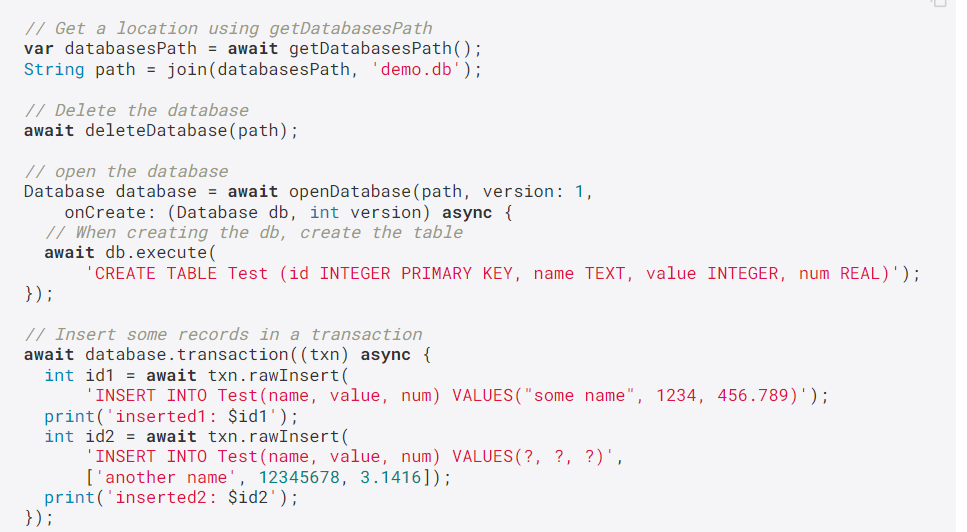 // Get a location using getDatabasesPath
var databasesPath = await getDatabasesPath();
String path = join(databasesPath, 'demo.db');

// Delete the database
await deleteDatabase(path);

// open the database
Database database = await openDatabase(path, version: 1,
    onCreate: (Database db, int version) async {
  // When creating the db, create the table
  await db.execute(
      'CREATE TABLE Test (id INTEGER PRIMARY KEY, name TEXT, value INTEGER, num REAL)');
});

// Insert some records in a transaction
await database.transaction((txn) async {
  int id1 = await txn.rawInsert(
      'INSERT INTO Test(name, value, num) VALUES("some name", 1234, 456.789)');
  print('inserted1: $id1');
  int id2 = await txn.rawInsert(
      'INSERT INTO Test(name, value, num) VALUES(?, ?, ?)',
      ['another name', 12345678, 3.1416]);
  print('inserted2: $id2');
});